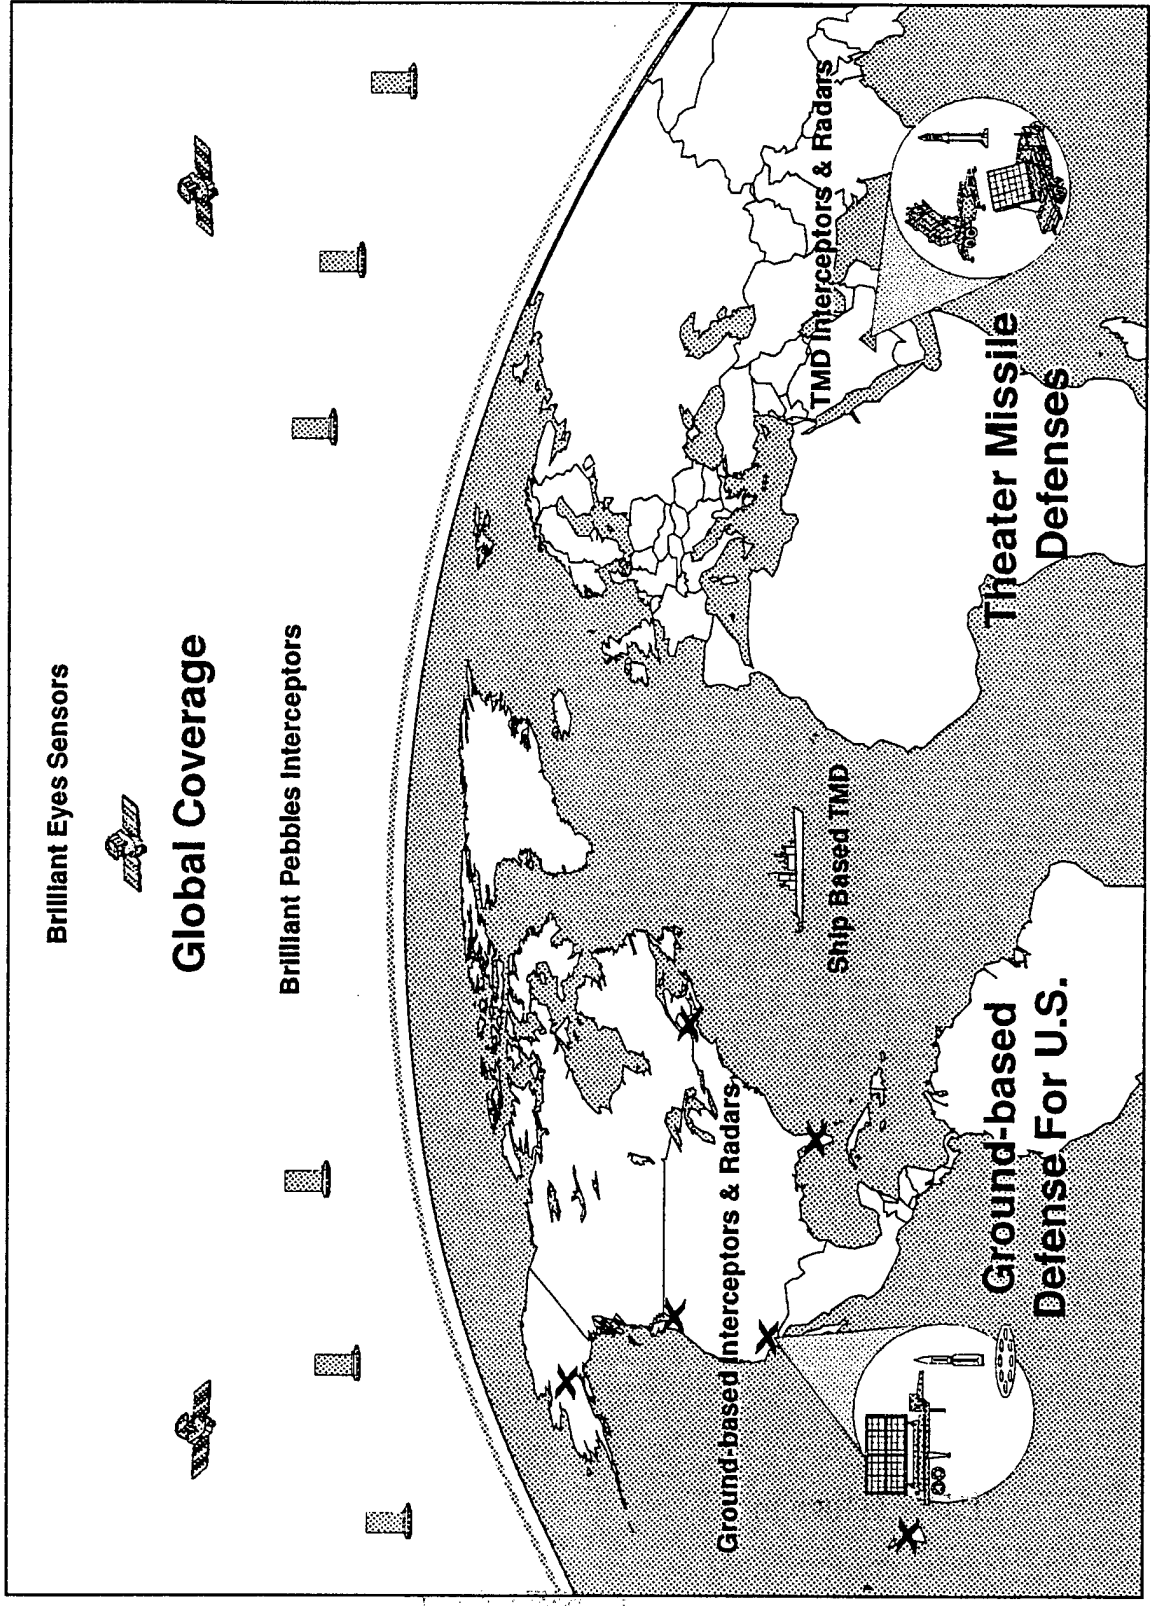 Brilliant Eyes Sensors
Global Coverage
Brilliant Pebbles Interceptors
Ground-based Interceptors & Radars
Ship Based TMD
TMD Interceptors & Radars
Ground-based
Defense For U.S.
Theater Missile
Defenses